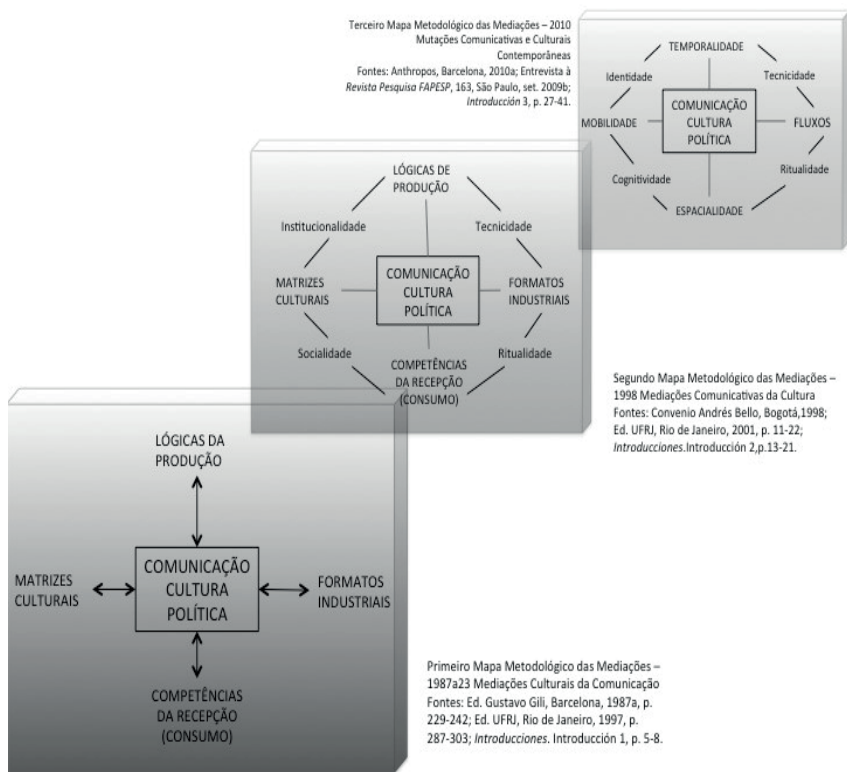 Terceiro Mapa Metodológico das Mediações – 2010
Mutações Comunicativas e Culturais
Contemporâneas
Fontes: Anthropos, Barcelona, 2010a; Entrevista à
Revista Pesquisa FAPESP, 163, São Paulo, set. 2009b;
Introducción 3, p. 27-41.
TEMPORALIDADE
Identidade
Tecnicidade
MOBILIDADE
COMUNICAÇÃO
CULTURA
POLÍTICA
FLUXOS
Cognitividade
Ritualidade
ESPACIALIDADE
LÓGICAS DE
PRODUÇÃO
Institucionalidade
Tecnicidade
MATRIZES
CULTURAIS
COMUNICAÇÃO
CULTURA
POLÍTICA
FORMATOS
INDUSTRIAIS
Socialidade
Ritualidade
COMPETÊNCIAS
DA RECEPÇÃO
(CONSUMO)
Segundo Mapa Metodológico das Mediações –
1998 Mediações Comunicativas da Cultura
Fontes: Convenio Andrés Bello, Bogotá,1998;
Ed. UFRJ, Rio de Janeiro, 2001, p. 11-22;
Introducciones.Introducción 2,p.13-21.
LÓGICAS DA
PRODUÇÃO
MATRIZES
CULTURAIS
COMUNICAÇÃO
CULTURA
POLÍTICA
FORMATOS
INDUSTRIAIS
COMPETÊNCIAS
DA RECEPÇÃO
(CONSUMO)
Primeiro Mapa Metodológico das Mediações –
1987a23 Mediações Culturais da Comunicação
Fontes: Ed. Gustavo Gili, Barcelona, 1987a, p.
229-242; Ed. UFRJ, Rio de Janeiro, 1997, p.
287-303; Introducciones. Introducción 1, p. 5-8.